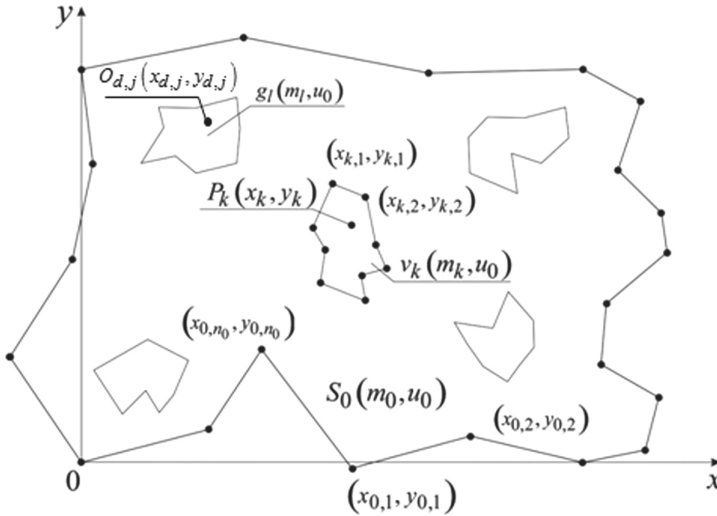 y
O_{d,j}(x_{d,j}, y_{d,j})
g_l(m_l, u_0)
(x_{k,1}, y_{k,1})
P_k(x_k, y_k)
(x_{k,2}, y_{k,2})
v_k(m_k, u_0)
(x_{0,n_0}, y_{0,n_0})
S_0(m_0, u_0)
(x_{0,2}, y_{0,2})
0
(x_{0,1}, y_{0,1})
x